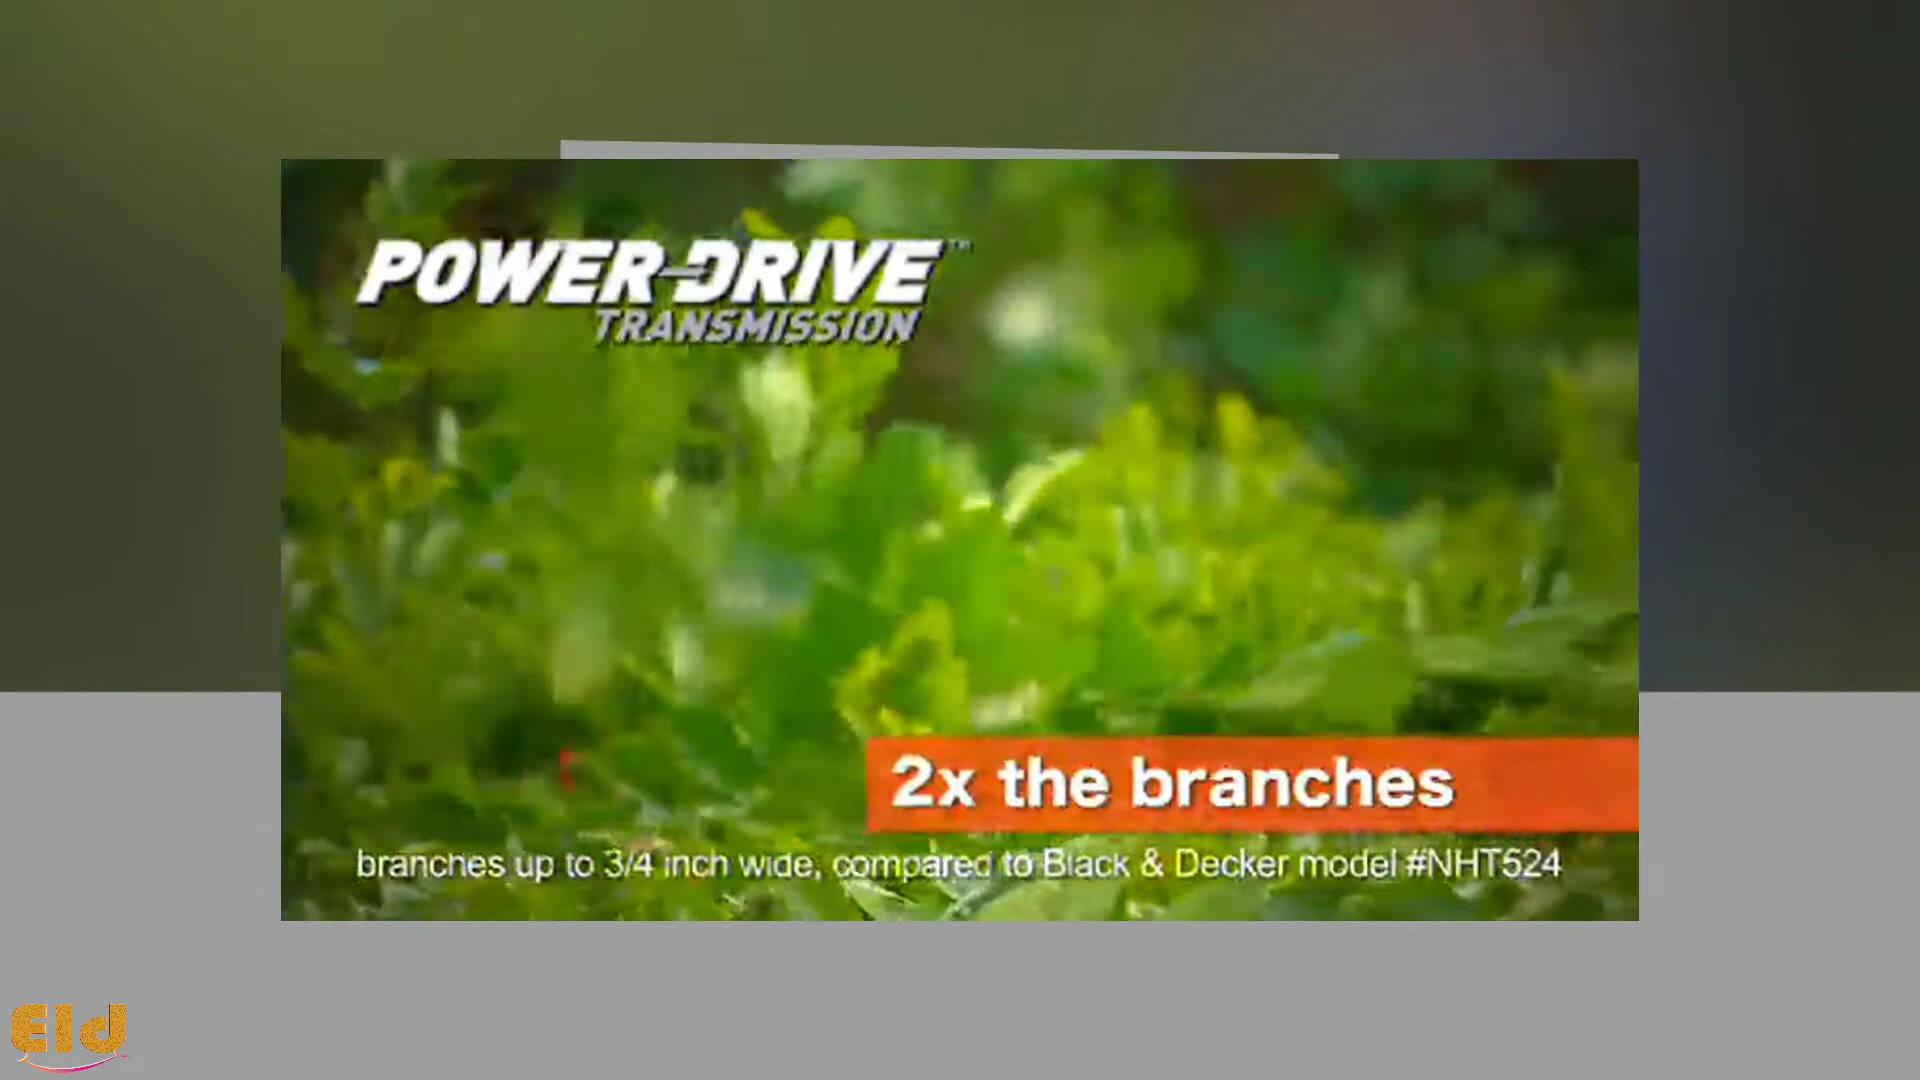 POWER-DRIVE™
TRANSMISSION
2x the branches
branches up to 3/4 inch wide, compared to Black & Decker model #NHT524
Eld